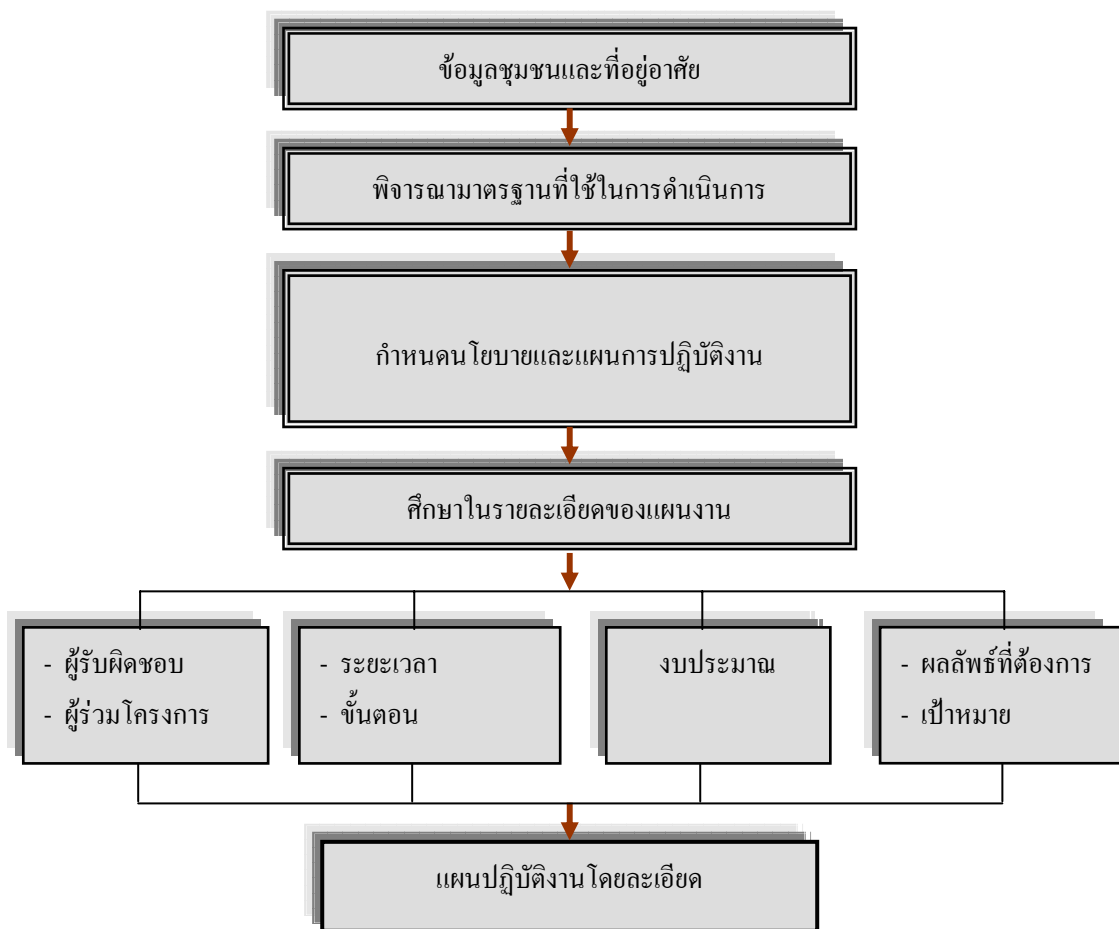 ข้อมูลชุมชนและที่อยู่อาศัย
พิจารณามาตรฐานที่ใช้ในการดำเนินการ
กำหนดนโยบายและแผนการปฏิบัติงาน
ศึกษาในรายละเอียดของแผนงาน
- ผู้รับผิดชอบ
- ผู้ร่วมโครงการ
- ระยะเวลา
- ขั้นตอน
งบประมาณ
- ผลลัพธ์ที่ต้องการ
- เป้าหมาย
แผนปฏิบัติงานโดยละเอียด